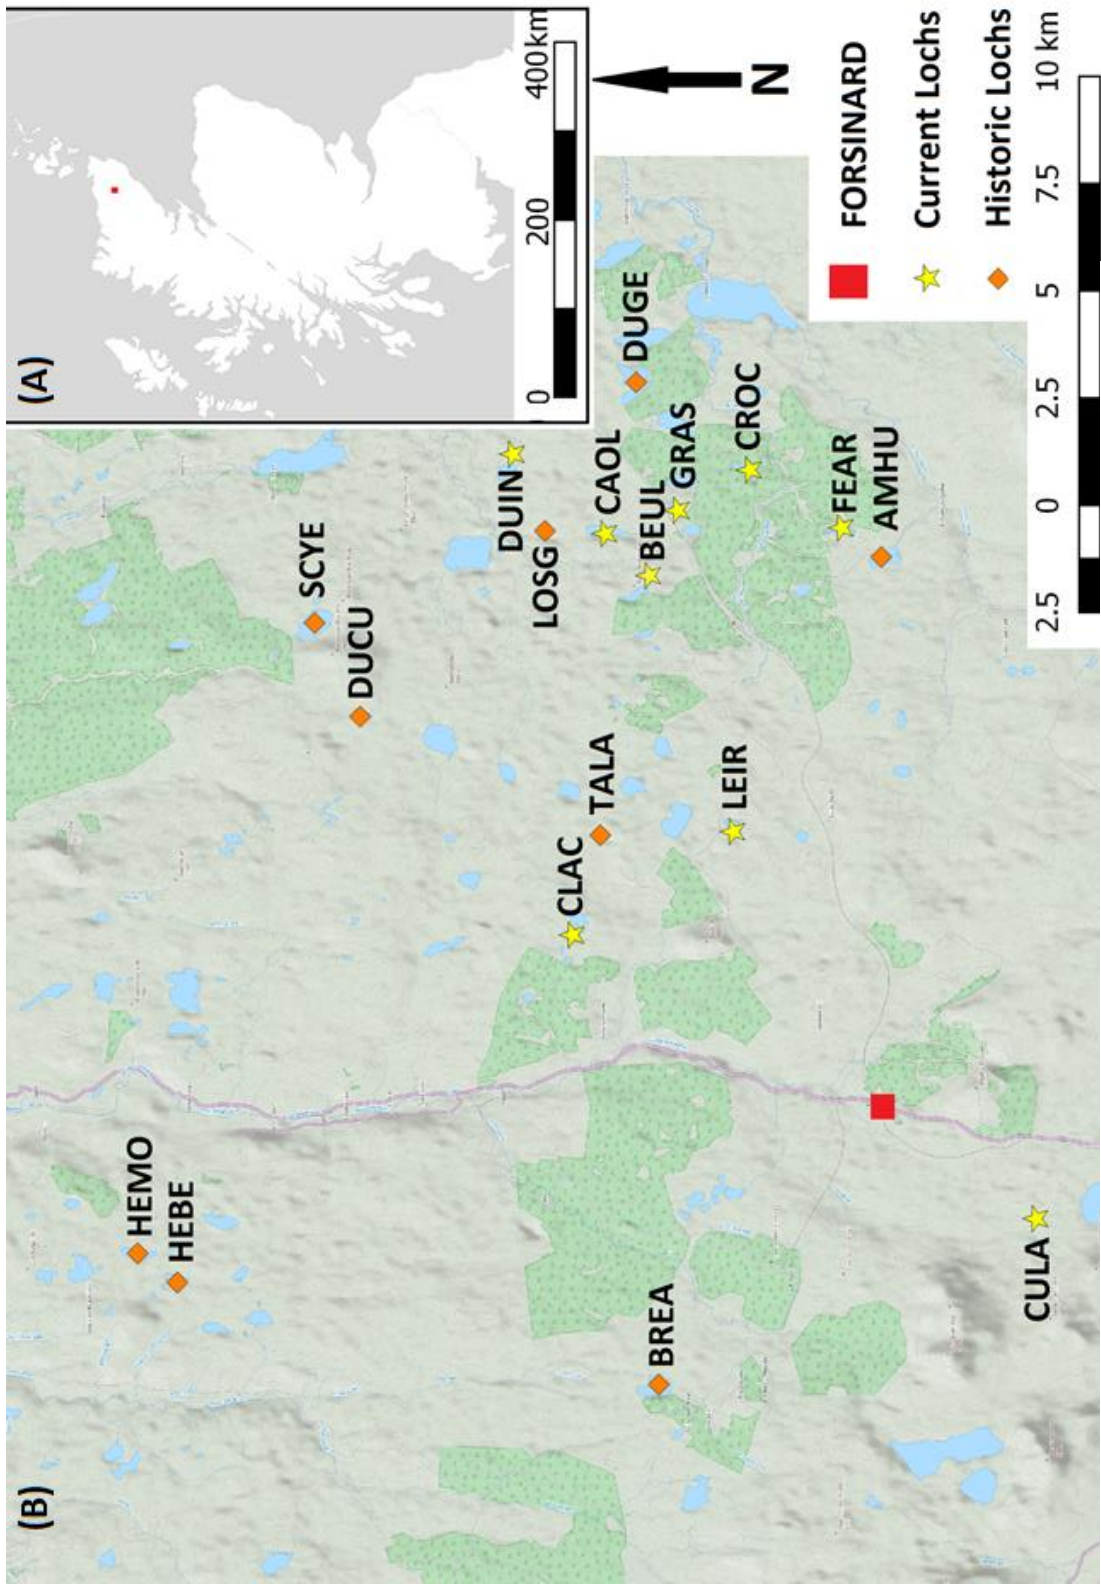 (A)
0
200
400km
N
FORSINARD
Current Lochs
Historic Lochs
2.5
0
2.5
5
7.5
10 km
(B)
HEMO
HEBE
SCYE
DUCU
DUIN
LOSG
CAOL
BEUL
GRAS
DUGE
CROC
FEAR
AMHU
TALA
CLAC
LEIR
BREA
CULA